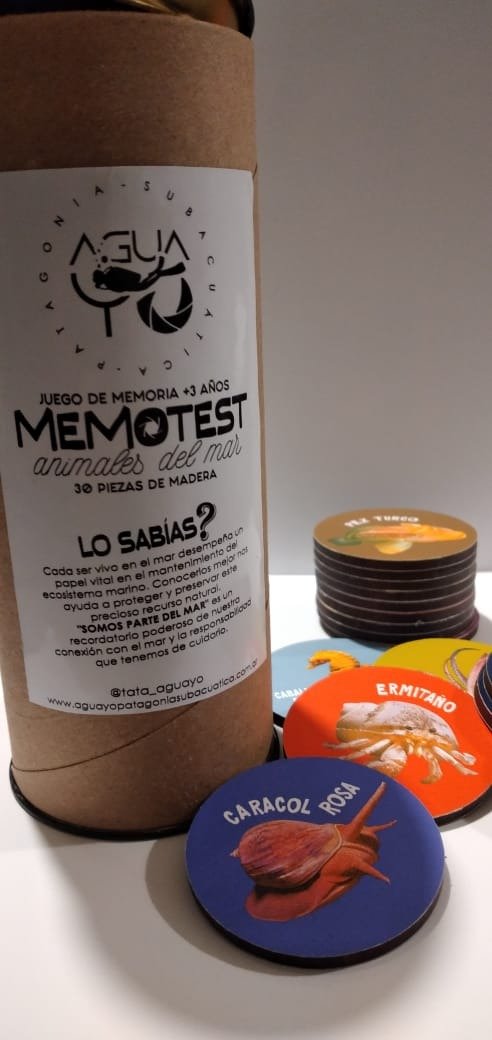 PATAGONIA - SUBACUÁTICA -
AGUA
YO
JUEGO DE MEMORIA +3 AÑOS
MEMOTEST
animales del mar
30 PIEZAS DE MADERA
LO SABÍAS?
Cada ser vivo en el mar desempeña un
papel vital en el mantenimiento del
ecosistema marino. Conocerlos mejor nos
ayuda a proteger y preservar este
precioso recurso natural.
"SOMOS PARTE DEL MAR" es un
recordatorio poderoso de nuestra
conexión con el mar y la responsabilidad
que tenemos de cuidarlo.
@tata_aguayo
www.aguayopatagoniasubacuatica.com.ar
PEZ TURCO
ERMITAÑO
CARACOL ROSA